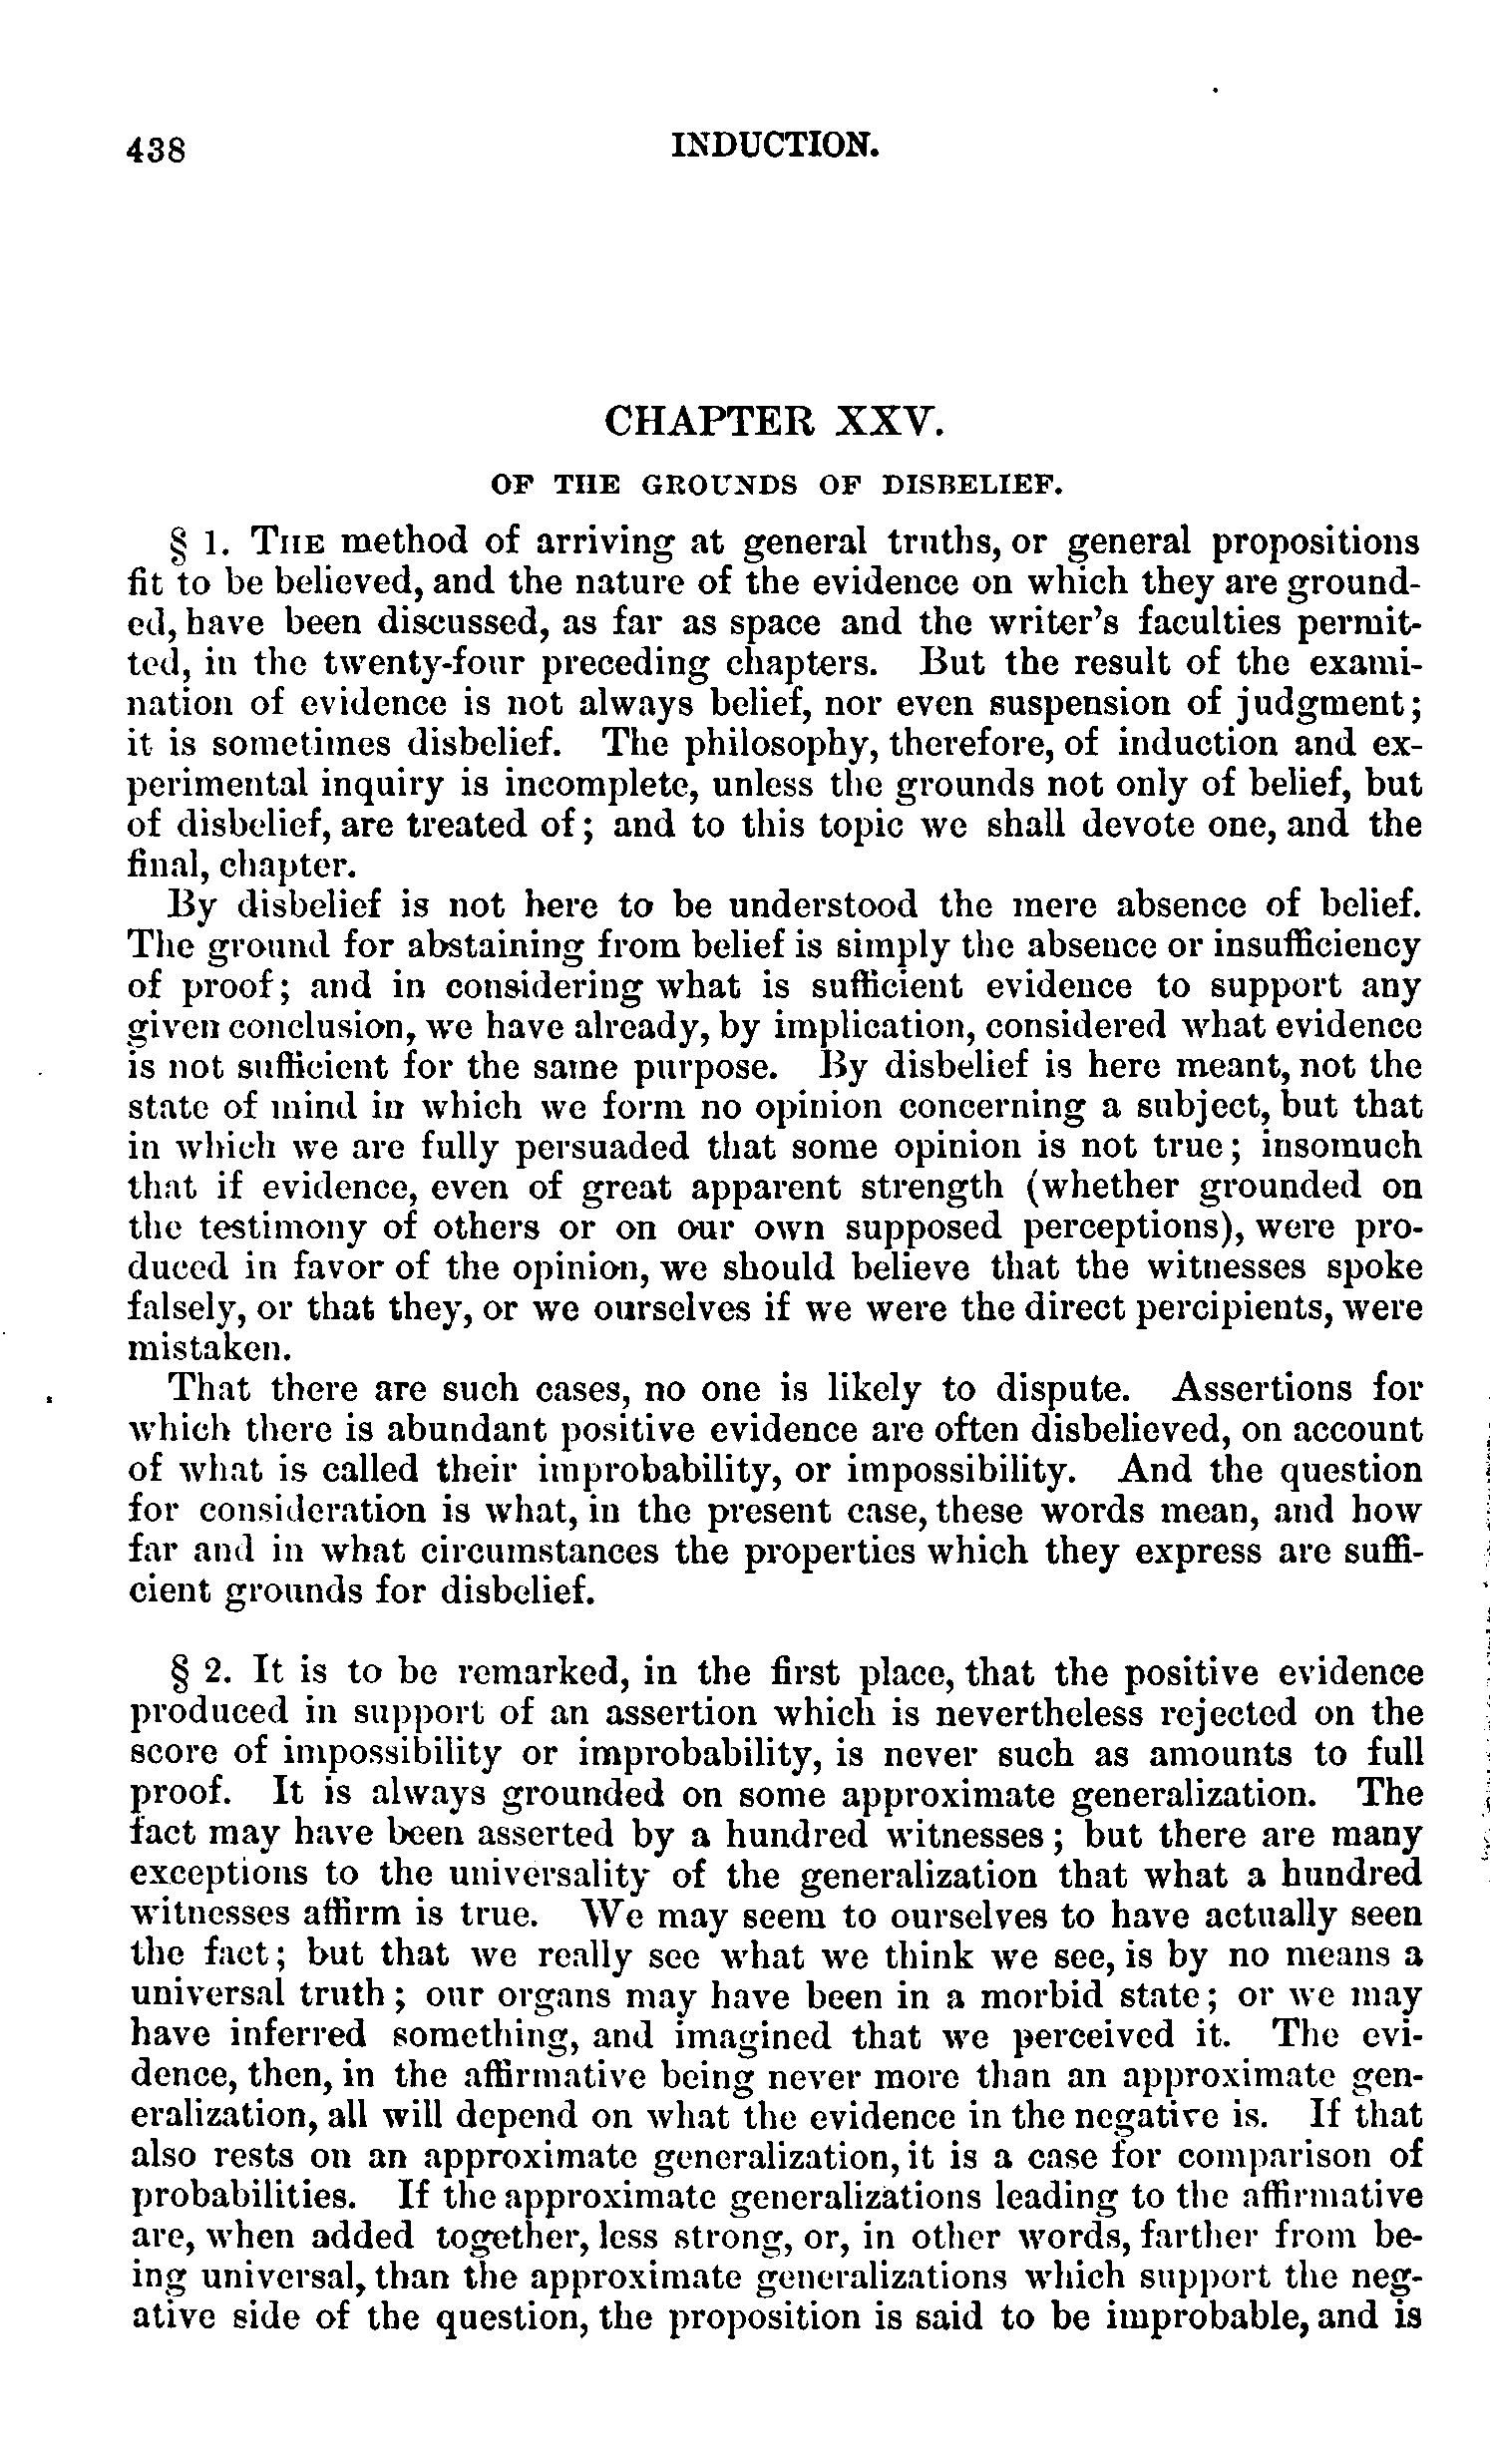 438
INDUCTION.
CHAPTER XXV.
OF THE GROUNDS OF DISBELIEF.
§ 1. THE method of arriving at general truths, or general propositions
fit to be believed, and the nature of the evidence on which they are ground-
ed, have been discussed, as far as space and the writer's faculties permit-
ted, in the twenty-four preceding chapters. But the result of the exami-
nation of evidence is not always belief, nor even suspension of judgment;
it is sometimes disbelief. The philosophy, therefore, of induction and ex-
perimental inquiry is incomplete, unless the grounds not only of belief, but
of disbelief, are treated of; and to this topic we shall devote one, and the
final, chapter.
By disbelief is not here to be understood the mere absence of belief.
The ground for abstaining from belief is simply the absence or insufficiency
of proof; and in considering what is sufficient evidence to support any
given conclusion, we have already, by implication, considered what evidence
is not sufficient for the same purpose. By disbelief is here meant, not the
state of mind in which we form no opinion concerning a subject, but that
in which we are fully persuaded that some opinion is not true; insomuch
that if evidence, even of great apparent strength (whether grounded on
the testimony of others or on our own supposed perceptions), were pro-
duced in favor of the opinion, we should believe that the witnesses spoke
falsely, or that they, or we ourselves if we were the direct percipients, were
mistaken.
That there are such cases, no one is likely to dispute. Assertions for
which there is abundant positive evidence are often disbelieved, on account
of what is called their improbability, or impossibility. And the question
for consideration is what, in the present case, these words mean, and how
far and in what circumstances the properties which they express are suffi-
cient grounds for disbelief.
§ 2. It is to be remarked, in the first place, that the positive evidence
produced in support of an assertion which is nevertheless rejected on the
score of impossibility or improbability, is never such as amounts to full
proof. It is always grounded on some approximate generalization. The
fact may have been asserted by a hundred witnesses; but there are many
exceptions to the universality of the generalization that what a hundred
witnesses affirm is true. We may seem to ourselves to have actually seen
the fact; but that we really see what we think we see, is by no means a
universal truth; our organs may have been in a morbid state; or we may
have inferred something, and imagined that we perceived it. The evi-
dence, then, in the affirmative being never more than an approximate gen-
eralization, all will depend on what the evidence in the negative is. If that
also rests on an approximate generalization, it is a case for comparison of
probabilities. If the approximate generalizations leading to the affirmative
are, when added together, less strong, or, in other words, farther from be-
ing universal, than the approximate generalizations which support the neg-
ative side of the question, the proposition is said to be improbable, and is